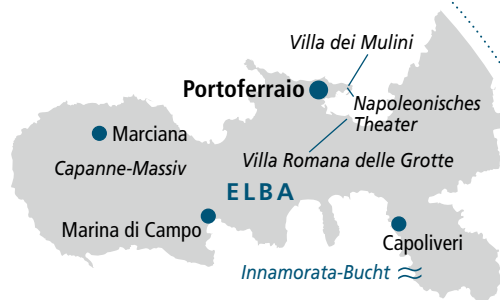 Villa dei Mulini
Portoferraio
Napoleonisches
Theater
Marciana
Villa Romana delle Grotte
Capanne-Massiv
ELBA
Marina di Campo
Capoliveri
Innamorata-Bucht